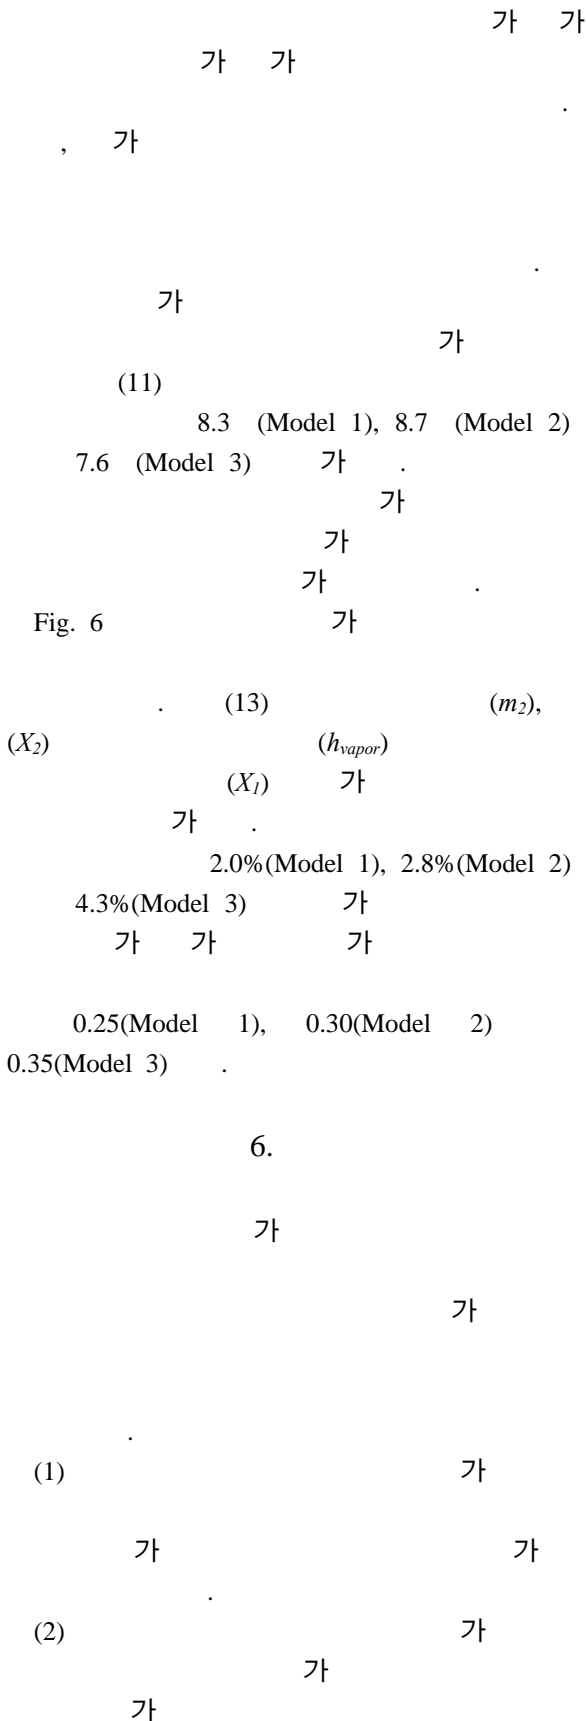 가 가
가 가
.
, 가
.
가
가
(11)
8.3 (Model 1), 8.7 (Model 2)
7.6 (Model 3) 가 .
가
가
가 .
Fig. 6 가
. (13) (m₂),
(X₂) (h_vapor)
(X₁) 가
가 .
2.0%(Model 1), 2.8%(Model 2)
4.3%(Model 3) 가
가 가 가
0.25(Model 1), 0.30(Model 2)
0.35(Model 3) .
6.
가
가
.
(1) 가
가 가
.
(2) 가
가
가